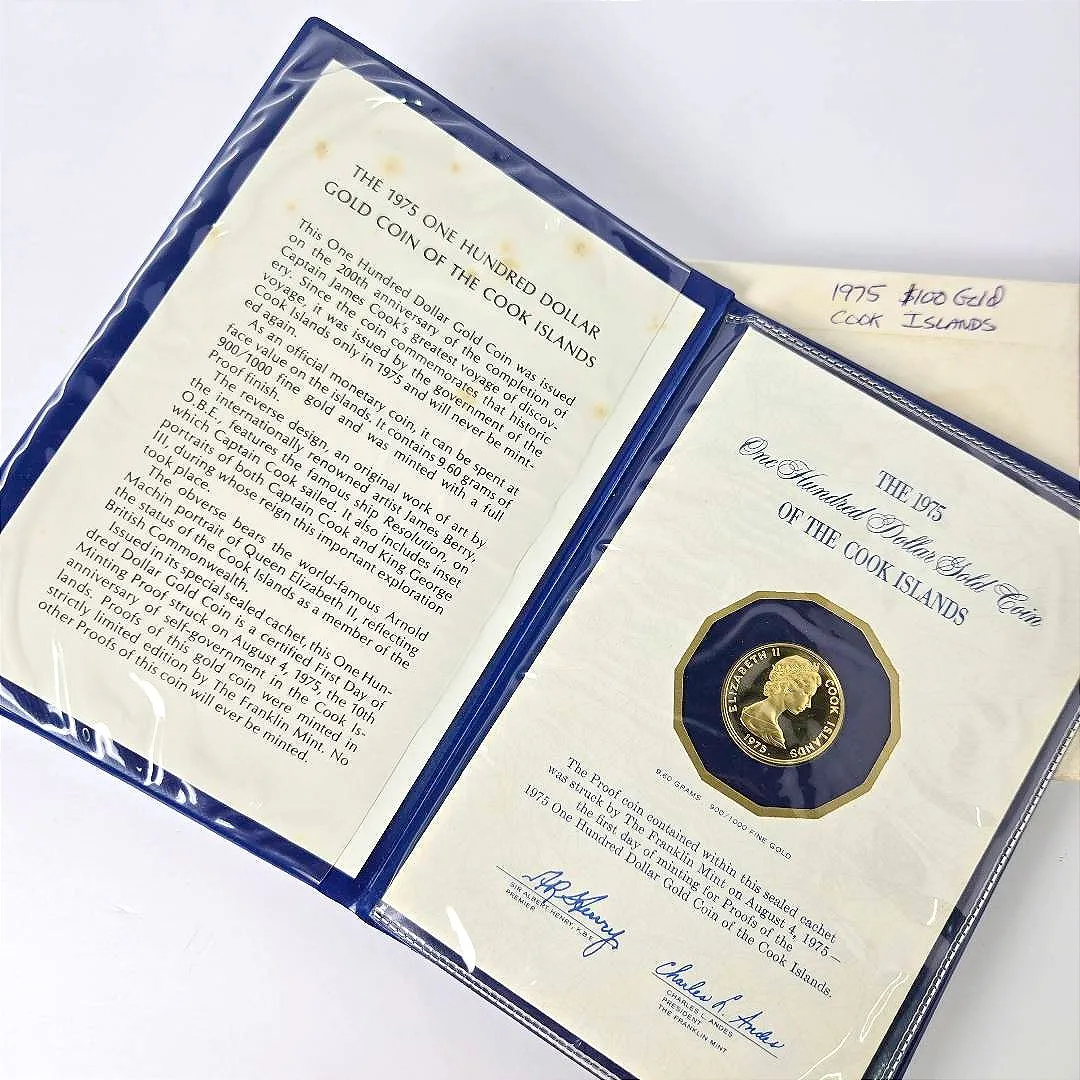 THE 1975 ONE HUNDRED DOLLAR
GOLD COIN OF THE COOK ISLANDS
This One Hundred Dollar Gold Coin was issued
on the 200th anniversary of the completion of
Captain James Cook's greatest voyage of discov-
ery. Since the coin commemorates that historic
voyage, it was issued by the government of the
Cook Islands only in 1975 and will never be mint-
ed again.
As an official monetary coin, it can be spent at
face value on the islands. It contains 9.60 grams of
900/1000 fine gold and was minted with a full
Proof finish.
The reverse design, an original work of art by
the internationally renowned artist James Berry,
O.B.E., features the famous ship Resolution, on
which Captain Cook sailed. It also includes inset
portraits of both Captain Cook and King George
III, during whose reign this important exploration
took place.
The obverse bears the world-famous Arnold
Machin portrait of Queen Elizabeth II, reflecting
the status of the Cook Islands as a member of the
British Commonwealth.
Issued in its special sealed cachet, this One Hun-
dred Dollar Gold Coin is a certified First Day of
Minting Proof struck on August 4, 1975, the 10th
anniversary of self-government in the Cook Is-
lands. Proofs of this gold coin were minted in
strictly limited edition by The Franklin Mint. No
other Proofs of this coin will ever be minted.
1975 $100 Gold
COOK ISLANDS
THE 1975
One Hundred Dollar Gold Coin
OF THE COOK ISLANDS
ELIZABETH II COOK ISLANDS
1975
9.60 GRAMS 900/1000 FINE GOLD
The Proof coin contained within this sealed cachet
was struck by The Franklin Mint on August 4, 1975—
the first day of minting for Proofs of the
1975 One Hundred Dollar Gold Coin of the Cook Islands.
SIR ALBERT HENRY, K.B.E.
PREMIER
Charles L. Andes
CHARLES L. ANDES
PRESIDENT
THE FRANKLIN MINT